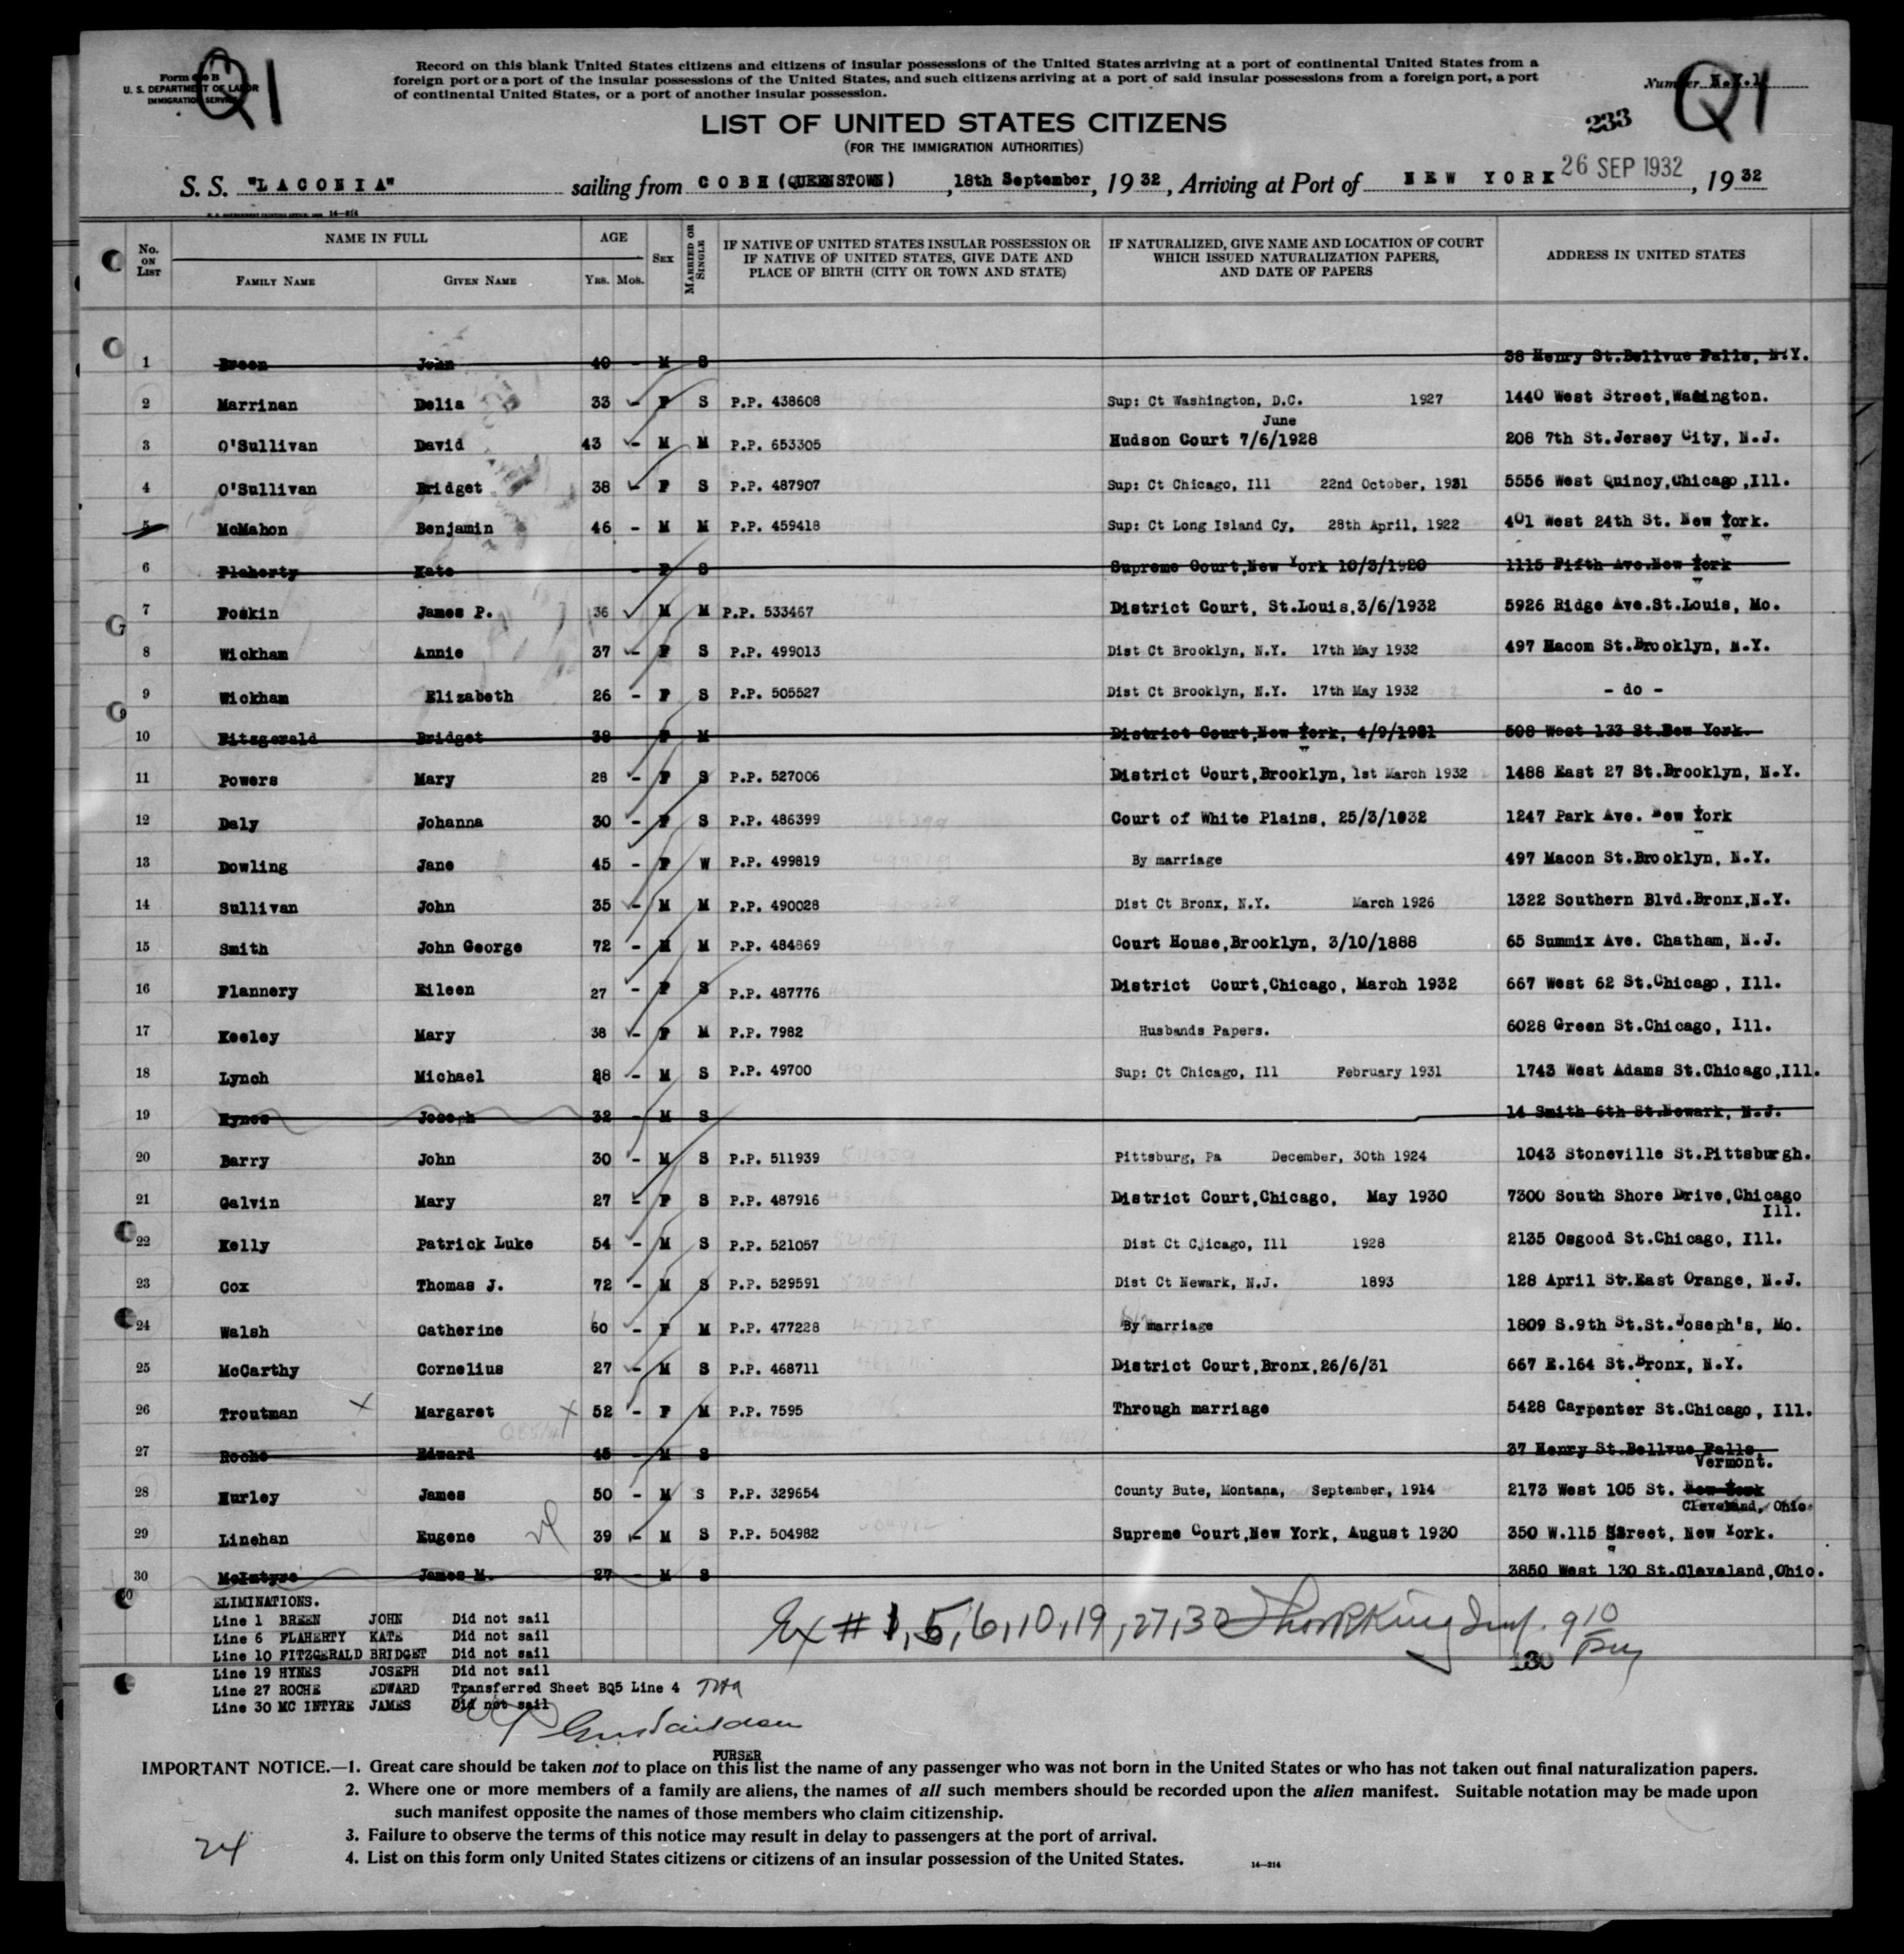 Q1
Form 630 B
U. S. DEPARTMENT OF LABOR
IMMIGRATION SERVICE
Record on this blank United States citizens and citizens of insular possessions of the United States arriving at a port of continental United States from a
foreign port or a port of the insular possessions of the United States, and such citizens arriving at a port of said insular possessions from a foreign port, a port
of continental United States, or a port of another insular possession.
Number N.Y.1
Q1
233
LIST OF UNITED STATES CITIZENS
(FOR THE IMMIGRATION AUTHORITIES)
S. S. "LACONIA" sailing from COBH (QUEENSTOWN), 18th September, 1932, Arriving at Port of NEW YORK 26 SEP 1932, 1932
14—214
No. ON LIST
NAME IN FULL
FAMILY NAME
GIVEN NAME
AGE
YRS. MOS.
SEX
MARRIED OR SINGLE
IF NATIVE OF UNITED STATES INSULAR POSSESSION OR
IF NATIVE OF UNITED STATES, GIVE DATE AND
PLACE OF BIRTH (CITY OR TOWN AND STATE)
IF NATURALIZED, GIVE NAME AND LOCATION OF COURT
WHICH ISSUED NATURALIZATION PAPERS,
AND DATE OF PAPERS
ADDRESS IN UNITED STATES
1 Breen John 40 - M S 38 Henry St.Bellvue Falls, N.Y.
2 Marrinan Delia 33 - F S P.P. 438608 Sup: Ct Washington, D.C. 1927 1440 West Street,Wasington.
June
3 O'Sullivan David 43 - M M P.P. 653305 Hudson Court 7/6/1928 208 7th St.Jersey City, N.J.
4 O'Sullivan Bridget 38 - F S P.P. 487907 Sup: Ct Chicago, Ill 22nd October, 1931 5556 West Quincy,Chicago,Ill.
5 McMahon Benjamin 46 - M M P.P. 459418 Sup: Ct Long Island Cy, 28th April, 1922 401 West 24th St. New York.
6 Flaherty Kate - F S Supreme Court,New York 10/3/1920 1115 Fifth Ave.New York
7 Foskin James P. 36 M M P.P. 533467 District Court, St.Louis,3/6/1932 5926 Ridge Ave.St.Louis, Mo.
8 Wickham Annie 37 - F S P.P. 499013 Dist Ct Brooklyn, N.Y. 17th May 1932 497 Macom St.Brooklyn, N.Y.
9 Wickham Elizabeth 26 - F S P.P. 505527 Dist Ct Brooklyn, N.Y. 17th May 1932 - do -
10 Fitzgerald Bridget 38 - F M District Court,New York, 4/9/1931 508 West 133 St.New York.
11 Powers Mary 28 - F S P.P. 527006 District Court,Brooklyn, 1st March 1932 1488 East 27 St.Brooklyn, N.Y.
12 Daly Johanna 30 - F S P.P. 486399 Court of White Plains, 25/3/1932 1247 Park Ave. New York
13 Dowling Jane 45 - F W P.P. 499819 By marriage 497 Macon St.Brooklyn, N.Y.
14 Sullivan John 35 - M M P.P. 490028 Dist Ct Bronx, N.Y. March 1926 1322 Southern Blvd.Bronx,N.Y.
15 Smith John George 72 - M M P.P. 484869 Court House,Brooklyn, 3/10/1888 65 Summix Ave. Chatham, N.J.
16 Flannery Eileen 27 - F S P.P. 487776 District Court,Chicago, March 1932 667 West 62 St.Chicago, Ill.
17 Keeley Mary 38 - F M P.P. 7982 Husbands Papers. 6028 Green St.Chicago, Ill.
18 Lynch Michael 28 - M S P.P. 49700 Sup: Ct Chicago, Ill February 1931 1743 West Adams St.Chicago,Ill.
19 Hynes Joseph 32 - M S 14 Smith 6th St.Newark, N.J.
20 Barry John 30 - M S P.P. 511939 Pittsburg, Pa December, 30th 1924 1043 Stoneville St.Pittsburgh.
21 Galvin Mary 27 - F S P.P. 487916 District Court,Chicago, May 1930 7300 South Shore Drive,Chicago
Ill.
22 Kelly Patrick Luke 54 - M S P.P. 521057 Dist Ct Cjicago, Ill 1928 2135 Osgood St.Chicago, Ill.
23 Cox Thomas J. 72 - M S P.P. 529591 Dist Ct Newark, N.J. 1893 128 April St.East Orange, N.J.
24 Walsh Catherine 60 - F M P.P. 477228 By marriage 1809 S.9th St.St.Joseph's, Mo.
25 McCarthy Cornelius 27 - M S P.P. 468711 District Court,Bronx,26/6/31 667 E.164 St.Bronx, N.Y.
26 Troutman Margaret 52 - F M P.P. 7595 Through marriage 5428 Carpenter St.Chicago, Ill.
27 Roche Edward 45 - M S 37 Henry St.Bellvue Falls,
Vermont.
28 Hurley James 50 - M S P.P. 329654 County Bute, Montana, September, 1914 2173 West 105 St. New York
Cleveland, Ohio
29 Linehan Eugene 39 - M S P.P. 504982 Supreme Court,New York, August 1930 350 W.115 Street, New York.
30 McIntyre James M. 27 - M S 3850 West 130 St.Cleveland,Ohio.
ELIMINATIONS.
Line 1 BREEN JOHN Did not sail
Line 6 FLAHERTY KATE Did not sail
Line 10 FITZGERALD BRIDGET Did not sail
Line 19 HYNES JOSEPH Did not sail
Line 27 ROCHE EDWARD Transferred Sheet BQ5 Line 4
Line 30 MC INTYRE JAMES Did not sail
Ex # 1, 5, 6, 10, 19, 27, 30
130
PURSER
IMPORTANT NOTICE.—1. Great care should be taken not to place on this list the name of any passenger who was not born in the United States or who has not taken out final naturalization papers.
2. Where one or more members of a family are aliens, the names of all such members should be recorded upon the alien manifest. Suitable notation may be made upon
such manifest opposite the names of those members who claim citizenship.
3. Failure to observe the terms of this notice may result in delay to passengers at the port of arrival.
4. List on this form only United States citizens or citizens of an insular possession of the United States.
14—214
24